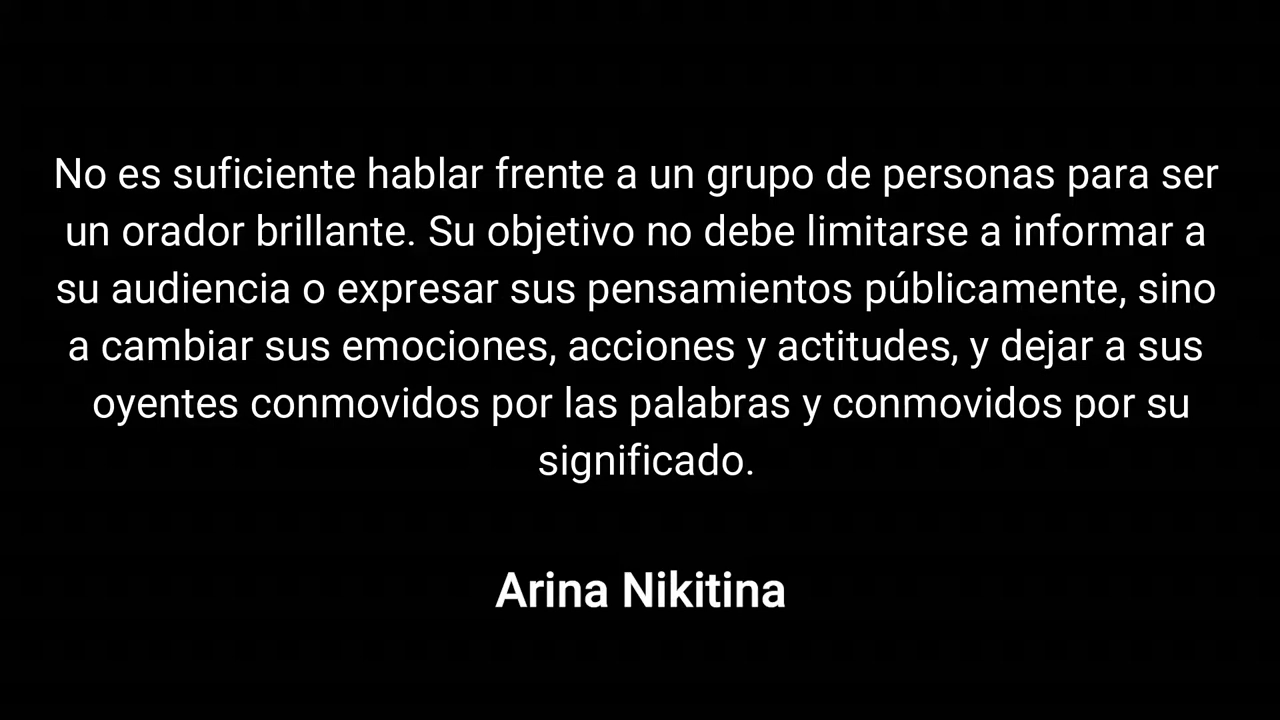 No es suficiente hablar frente a un grupo de personas para ser
un orador brillante. Su objetivo no debe limitarse a informar a
su audiencia o expresar sus pensamientos públicamente, sino
a cambiar sus emociones, acciones y actitudes, y dejar a sus
oyentes conmovidos por las palabras y conmovidos por su
significado.
Arina Nikitina